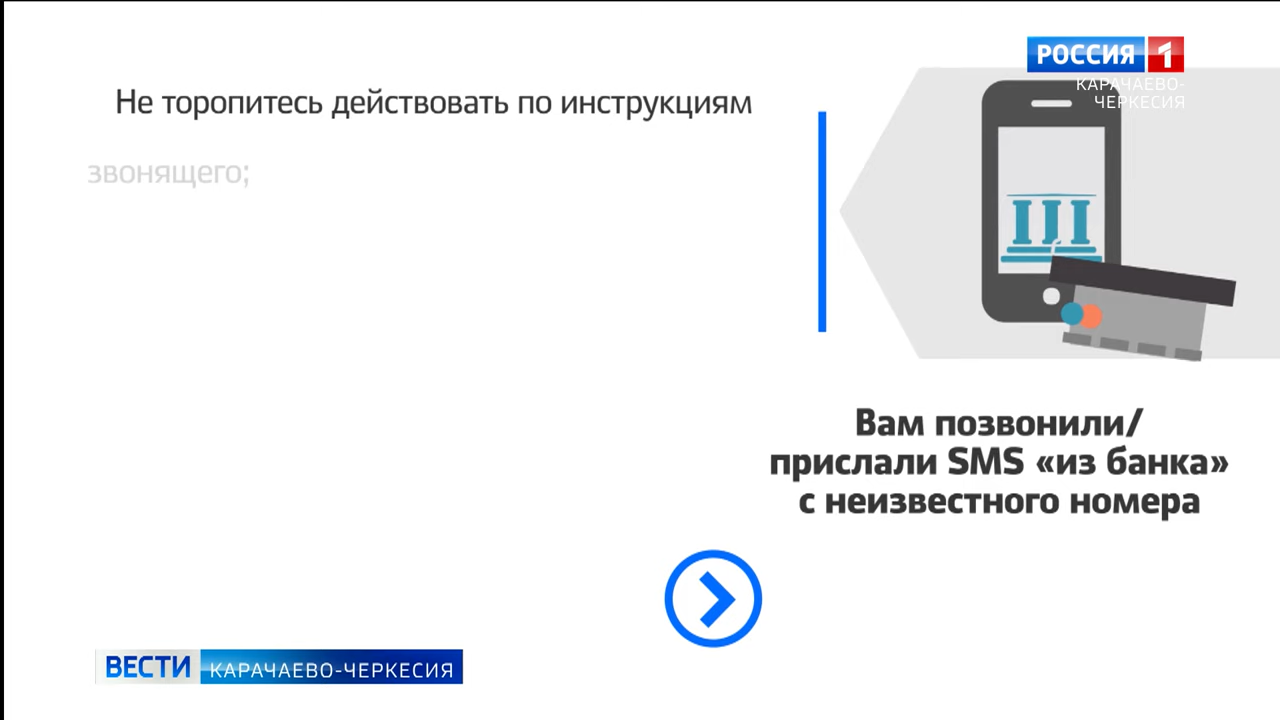 РОССИЯ 1
КАРАЧАЕВО-
ЧЕРКЕСИЯ
Не торопитесь действовать по инструкциям
звонящего;
Вам позвонили/
прислали SMS «из банка»
с неизвестного номера
ВЕСТИ КАРАЧАЕВО-ЧЕРКЕСИЯ